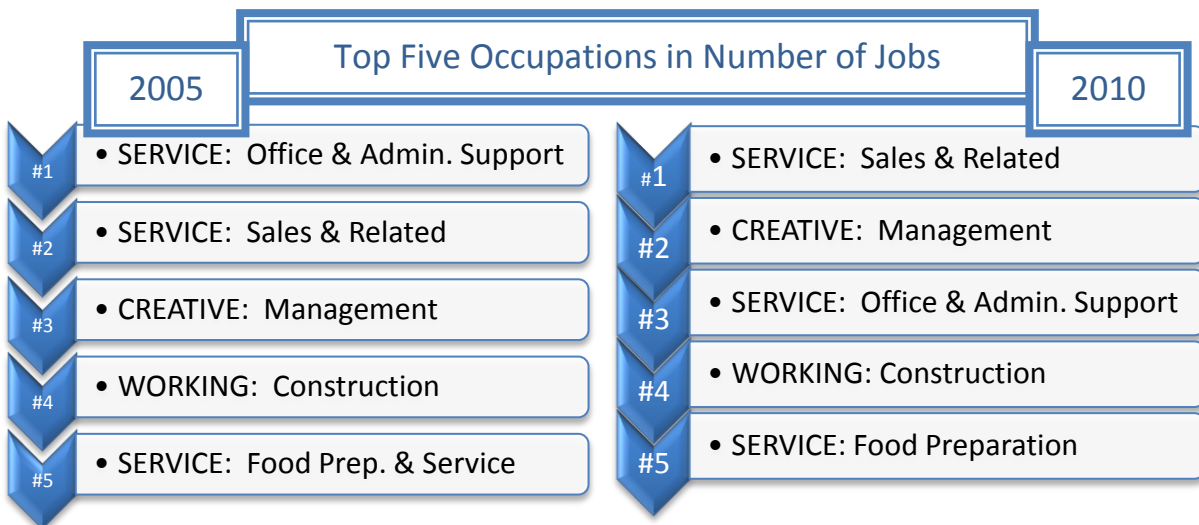 Top Five Occupations in Number of Jobs
2005
#1 • SERVICE: Office & Admin. Support
#2 • SERVICE: Sales & Related
#3 • CREATIVE: Management
#4 • WORKING: Construction
#5 • SERVICE: Food Prep. & Service
2010
#1 • SERVICE: Sales & Related
#2 • CREATIVE: Management
#3 • SERVICE: Office & Admin. Support
#4 • WORKING: Construction
#5 • SERVICE: Food Preparation